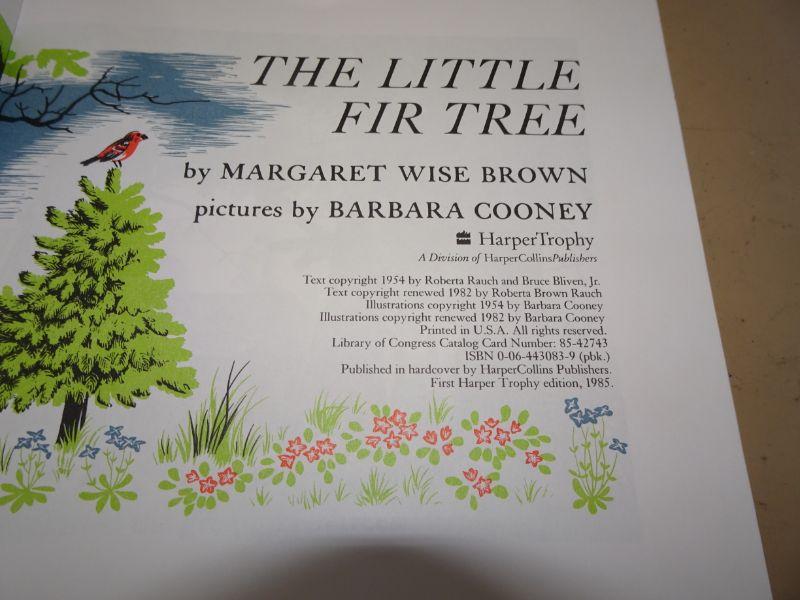 THE LITTLE
FIR TREE
by MARGARET WISE BROWN
pictures by BARBARA COONEY
HarperTrophy
A Division of HarperCollinsPublishers
Text copyright 1954 by Roberta Rauch and Bruce Bliven, Jr.
Text copyright renewed 1982 by Roberta Brown Rauch
Illustrations copyright 1954 by Barbara Cooney
Illustrations copyright renewed 1982 by Barbara Cooney
Printed in U.S.A. All rights reserved.
Library of Congress Catalog Card Number: 85-42743
ISBN 0-06-443083-9 (pbk.)
Published in hardcover by HarperCollins Publishers.
First Harper Trophy edition, 1985.